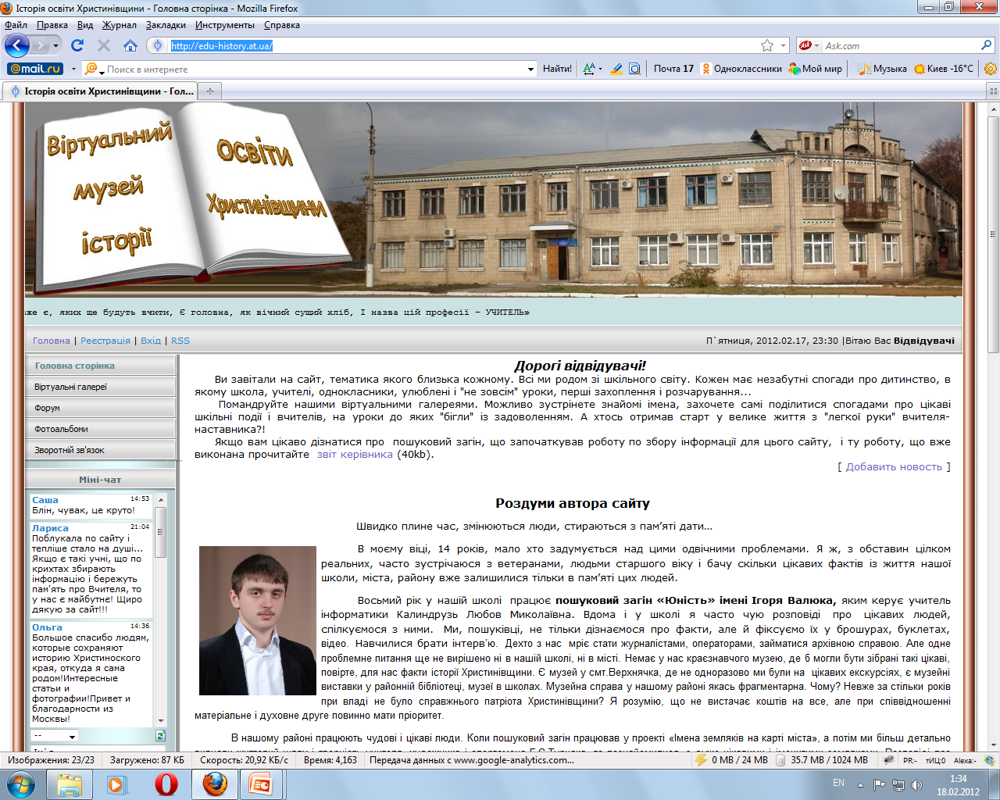 Історія освіти Христинівщини - Головна сторінка - Mozilla Firefox
Файл Правка Вид Журнал Закладки Инструменты Справка
http://edu-history.at.ua/
Ask Ask.com
@mail.ru Поиск в интернете Найти! Почта 17 Одноклассники Мой мир Музыка Киев -16°C
Історія освіти Христинівщини - Гол...
Віртуальний
музей
історії
освіти
Христинівщини
же є, яких ще будуть вчити, Є головна, як вічний сущий хліб, І назва цій професії – УЧИТЕЛЬ»
Головна | Реєстрація | Вхід | RSS
П`ятниця, 2012.02.17, 23:30 |Вітаю Вас Відвідувачі
Головна сторінка
Віртуальні галереї
Форум
Фотоальбоми
Зворотній зв'язок
Міні-чат
Саша 14:53
Блін, чувак, це круто!
Лариса 21:04
Поблукала по сайту і
тепліше стало на душі...
Якщо є такі учні, що по
крихтах збирають
інформацію і бережуть
пам'ять про Вчителя, то
у нас є майбутнє! Щиро
дякую за сайт!!!
Ольга 14:36
Большое спасибо людям,
которые сохраняют
историю Христиноского
края, откуда я сама
родом!Интересные
статьи и
фотографии!Привет и
благодарности из
Москвы!
--
Дорогі відвідувачі!
Ви завітали на сайт, тематика якого близька кожному. Всі ми родом зі шкільного світу. Кожен має незабутні спогади про дитинство, в
якому школа, учителі, однокласники, улюблені і "не зовсім" уроки, перші захоплення і розчарування...
Помандруйте нашими віртуальними галереями. Можливо зустрінете знайомі імена, захочете самі поділитися спогадами про цікаві
шкільні події і вчителів, на уроки до яких "бігли" із задоволенням. А хтось отримав старт у велике життя з "легкої руки" вчителя-
наставника?!
Якщо вам цікаво дізнатися про пошуковий загін, що започаткував роботу по збору інформації для цього сайту, і ту роботу, що вже
виконана прочитайте звіт керівника (40kb).
[ Добавить новость ]
Роздуми автора сайту
Швидко плине час, змінюються люди, стираються з пам’яті дати…
В моєму віці, 14 років, мало хто задумується над цими одвічними проблемами. Я ж, з обставин цілком
реальних, часто зустрічаюся з ветеранами, людьми старшого віку і бачу скільки цікавих фактів із життя нашої
школи, міста, району вже залишилися тільки в пам’яті цих людей.
Восьмий рік у нашій школі працює пошуковий загін «Юність» імені Ігоря Валюка, яким керує учитель
інформатики Калиндрузь Любов Миколаївна. Вдома і у школі я часто чую розповіді про цікавих людей,
спілкуємося з ними. Ми, пошуківці, не тільки дізнаємося про факти, але й фіксуємо їх у брошурах, буклетах,
відео. Навчилися брати інтерв’ю. Дехто з нас мріє стати журналістами, операторами, займатися архівною справою. Але одне
проблемне питання ще не вирішено ні в нашій школі, ні в місті. Немає у нас краєзнавчого музею, де б могли бути зібрані такі цікаві,
повірте, для нас факти історії Христинівщини. Є музей у смт.Верхнячка, де не одноразово ми були на цікавих екскурсіях, є музейні
виставки у районній бібліотеці, музеї в школах. Музейна справа у нашому районі якась фрагментарна. Чому? Невже за стільки років
при владі не було справжнього патріота Христинівщини? Я розумію, що не вистачає коштів на все, але при співвідношенні
матеріальне і духовне друге повинно мати пріоритет.
В нашому районі працюють чудові і цікаві люди. Коли пошуковий загін працював у проекті «Імена земляків на карті міста», а потім ми більш детально
Изображения: 23/23 Загружено: 87 КБ Скорость: 20,92 КБ/с Время: 4,163 Передача данных с www.google-analytics.com... 0 MB / 24 MB 35.7 MB / 1024 MB PR:- тИЦ:0 Alexa:-
EN 1:34
18.02.2012